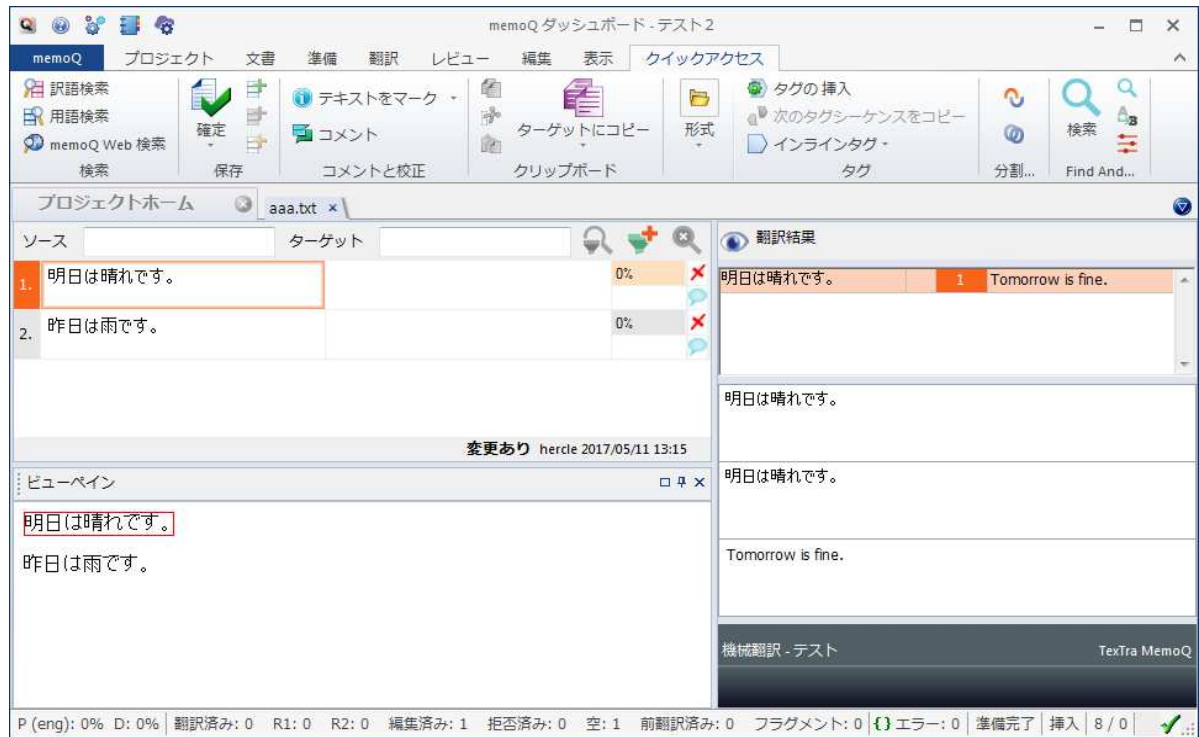 memoQ ダッシュボード - テスト2
memoQ プロジェクト 文書 準備 翻訳 レビュー 編集 表示 クイックアクセス
訳語検索
用語検索
memoQ Web 検索
検索
確定
保存
テキストをマーク
コメント
コメントと校正
ターゲットにコピー
クリップボード
形式
タグの挿入
次のタグシーケンスをコピー
インラインタグ
タグ
分割...
検索
Find And...
プロジェクトホーム aaa.txt
ソース ターゲット
1. 明日は晴れです。 0%
2. 昨日は雨です。 0%
変更あり hercle 2017/05/11 13:15
ビューペイン
明日は晴れです。
昨日は雨です。
翻訳結果
明日は晴れです。 1 Tomorrow is fine.
明日は晴れです。
明日は晴れです。
Tomorrow is fine.
機械翻訳 - テスト TexTra MemoQ
P (eng): 0% D: 0% 翻訳済み: 0 R1: 0 R2: 0 編集済み: 1 拒否済み: 0 空: 1 前翻訳済み: 0 フラグメント: 0 {} エラー: 0 準備完了 挿入 8 / 0